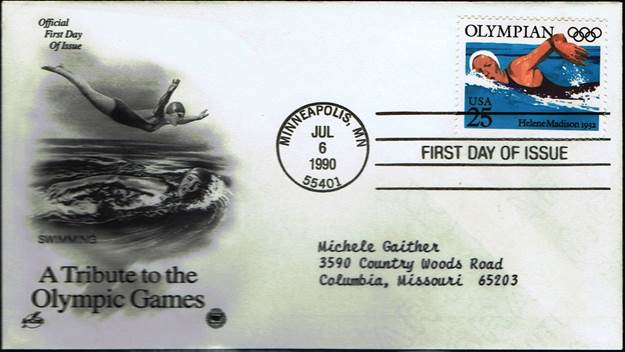 Official
First Day
Of Issue
OLYMPIAN
USA
25
Helene Madison 1932
MINNEAPOLIS, MN
JUL
6
1990
55401
FIRST DAY OF ISSUE
SWIMMING
A Tribute to the
Olympic Games
Michele Gaither
3590 Country Woods Road
Columbia, Missouri 65203